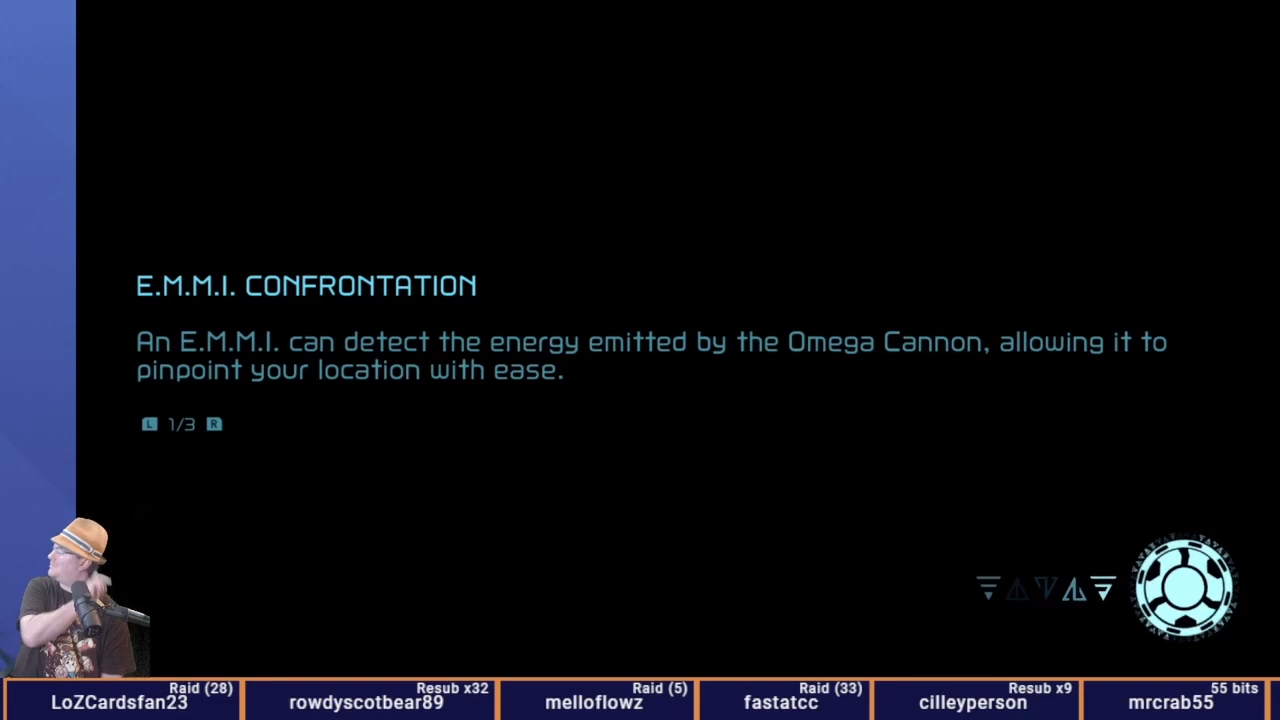 E.M.M.I. CONFRONTATION
An E.M.M.I. can detect the energy emitted by the Omega Cannon, allowing it to
pinpoint your location with ease.
L 1/3 R
Raid (28)
LoZCardsfan23
Resub x32
rowdyscotbear89
Raid (5)
melloflowz
Raid (33)
fastatcc
Resub x9
cilleyperson
55 bits
mrcrab55